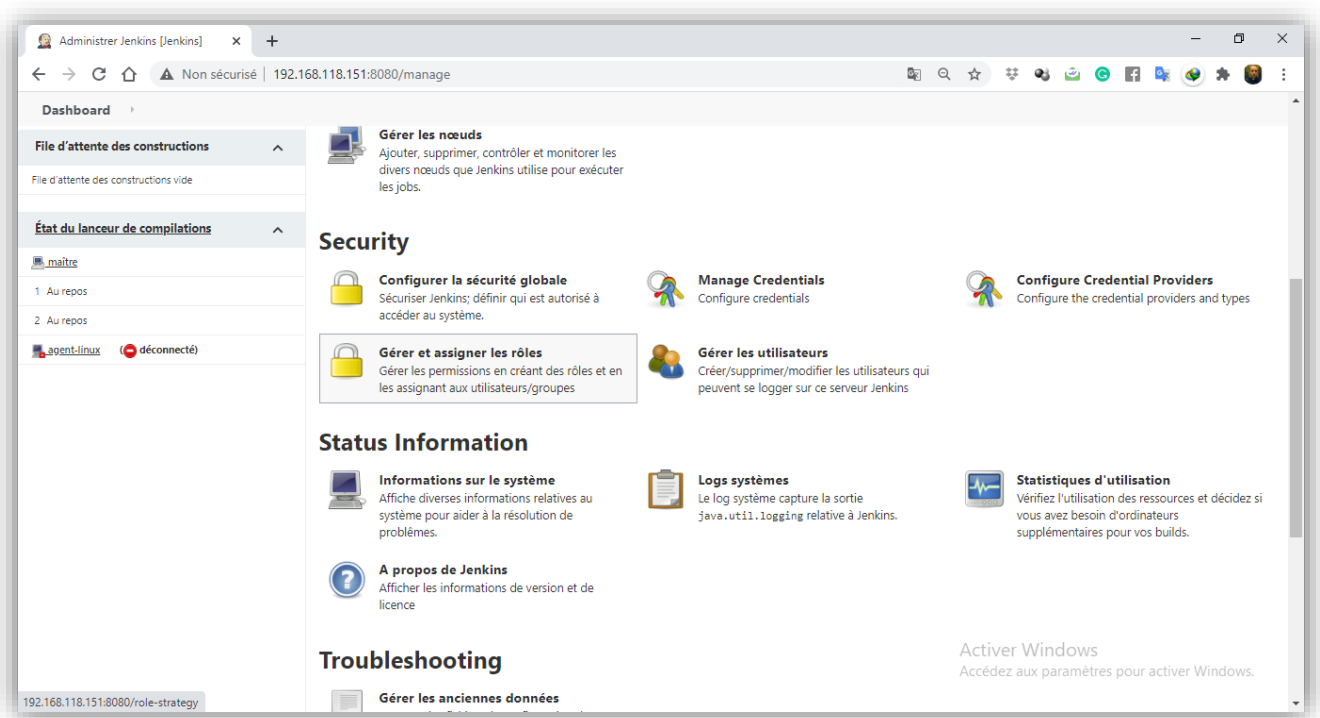 Administrer Jenkins [Jenkins]
Non sécurisé | 192.168.118.151:8080/manage
Dashboard
File d'attente des constructions
File d'attente des constructions vide
État du lanceur de compilations
maître
1 Au repos
2 Au repos
agent-linux (déconnecté)
Gérer les nœuds
Ajouter, supprimer, contrôler et monitorer les
divers nœuds que Jenkins utilise pour exécuter
les jobs.
Security
Configurer la sécurité globale
Sécuriser Jenkins; définir qui est autorisé à
accéder au système.
Manage Credentials
Configure credentials
Configure Credential Providers
Configure the credential providers and types
Gérer et assigner les rôles
Gérer les permissions en créant des rôles et en
les assignant aux utilisateurs/groupes
Gérer les utilisateurs
Créer/supprimer/modifier les utilisateurs qui
peuvent se logger sur ce serveur Jenkins
Status Information
Informations sur le système
Affiche diverses informations relatives au
système pour aider à la résolution de
problèmes.
Logs systèmes
Le log système capture la sortie
java.util.logging relative à Jenkins.
Statistiques d'utilisation
Vérifiez l'utilisation des ressources et décidez si
vous avez besoin d'ordinateurs
supplémentaires pour vos builds.
A propos de Jenkins
Afficher les informations de version et de
licence
Troubleshooting
Gérer les anciennes données
Activer Windows
Accédez aux paramètres pour activer Windows.
192.168.118.151:8080/role-strategy